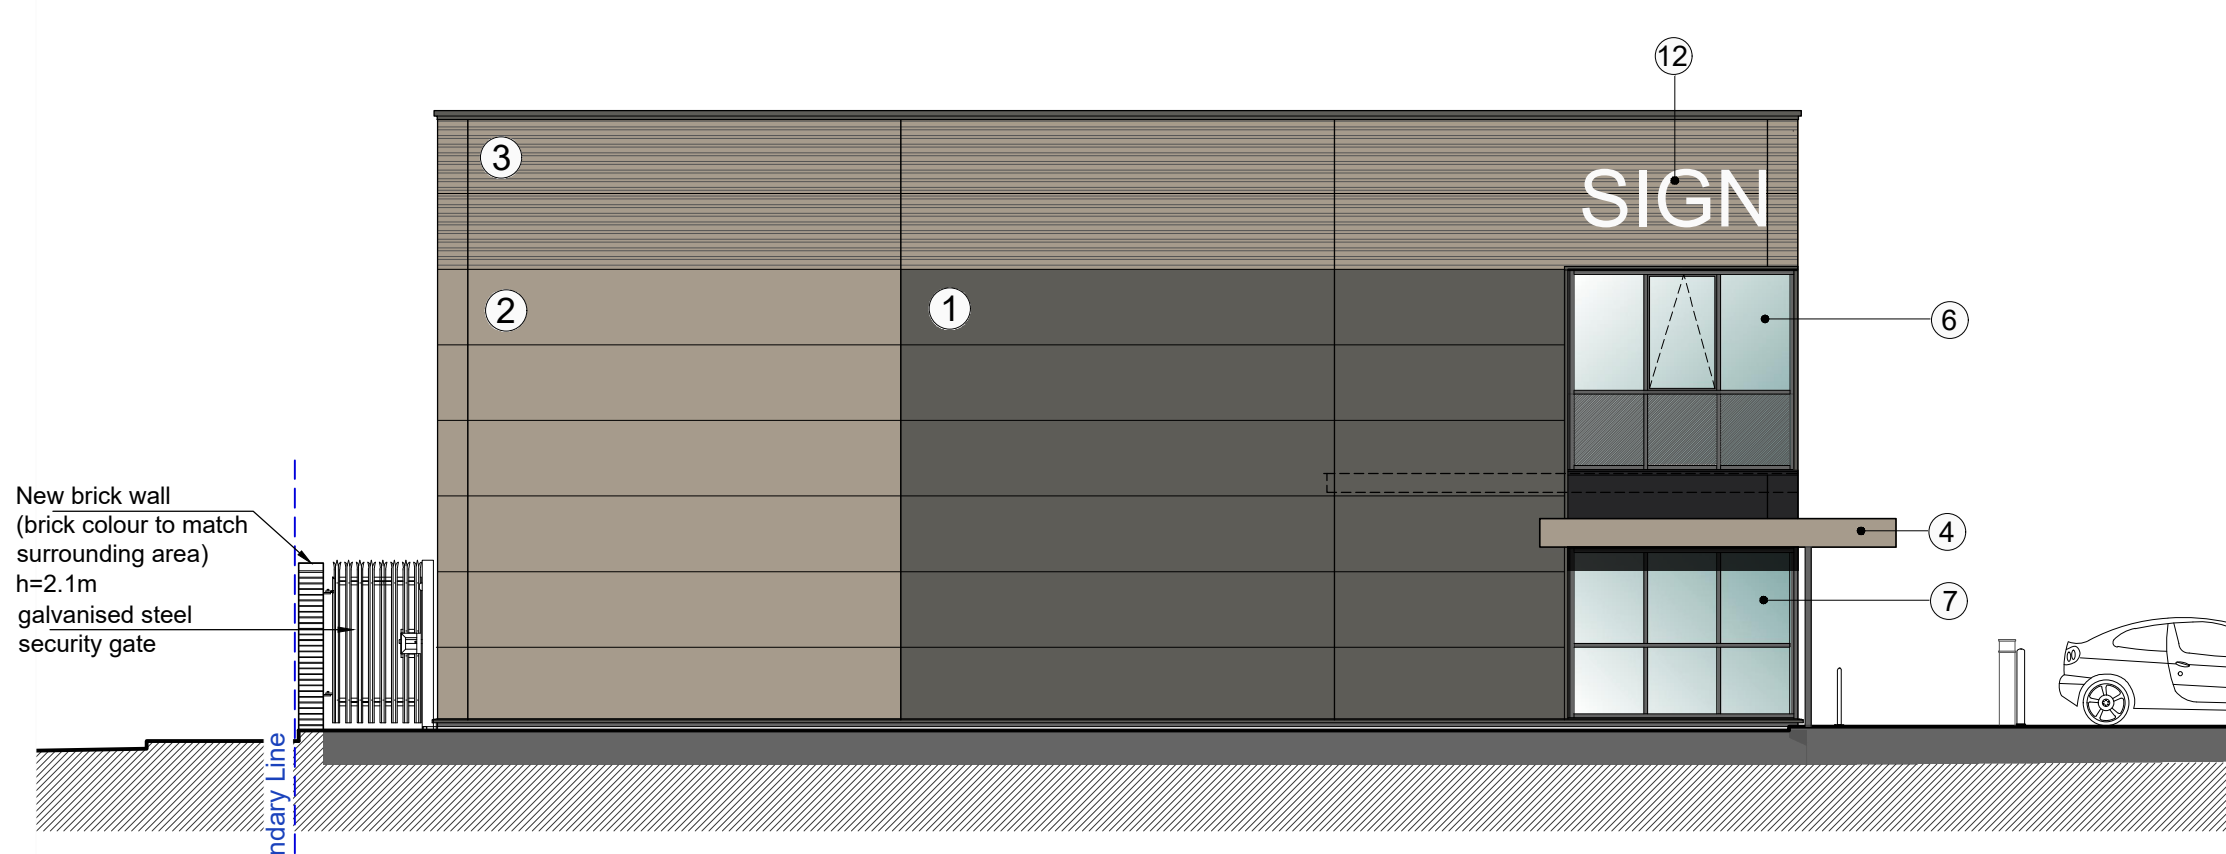 12
3
SIGN
2
1
6
New brick wall
(brick colour to match
surrounding area)
h=2.1m
galvanised steel
security gate
4
7
ndary Line